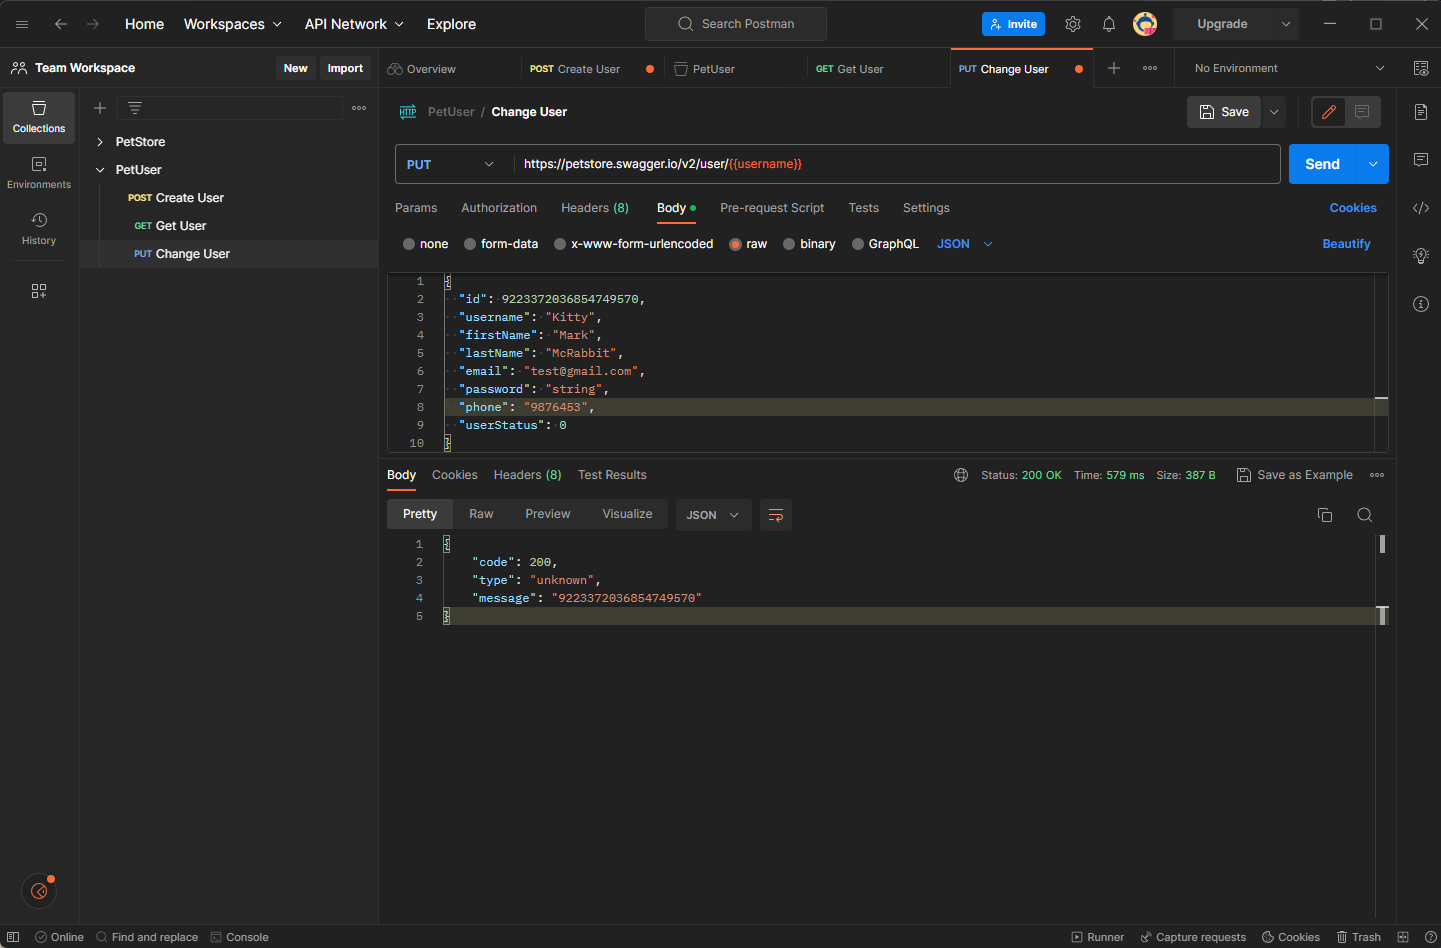 Home Workspaces API Network Explore Search Postman Invite Upgrade
Team Workspace New Import Overview POST Create User PetUser GET Get User PUT Change User No Environment
Collections
Environments
History
PetStore
PetUser
POST Create User
GET Get User
PUT Change User
HTTP PetUser / Change User Save
PUT https://petstore.swagger.io/v2/user/{{username}} Send
Params Authorization Headers (8) Body Pre-request Script Tests Settings Cookies
none form-data x-www-form-urlencoded raw binary GraphQL JSON Beautify
1 {
2 "id": 9223372036854749570,
3 "username": "Kitty",
4 "firstName": "Mark",
5 "lastName": "McRabbit",
6 "email": "test@gmail.com",
7 "password": "string",
8 "phone": "9876453",
9 "userStatus": 0
10 }
Body Cookies Headers (8) Test Results Status: 200 OK Time: 579 ms Size: 387 B Save as Example
Pretty Raw Preview Visualize JSON
1 {
2 "code": 200,
3 "type": "unknown",
4 "message": "9223372036854749570"
5 }
Online Find and replace Console Runner Capture requests Cookies Trash